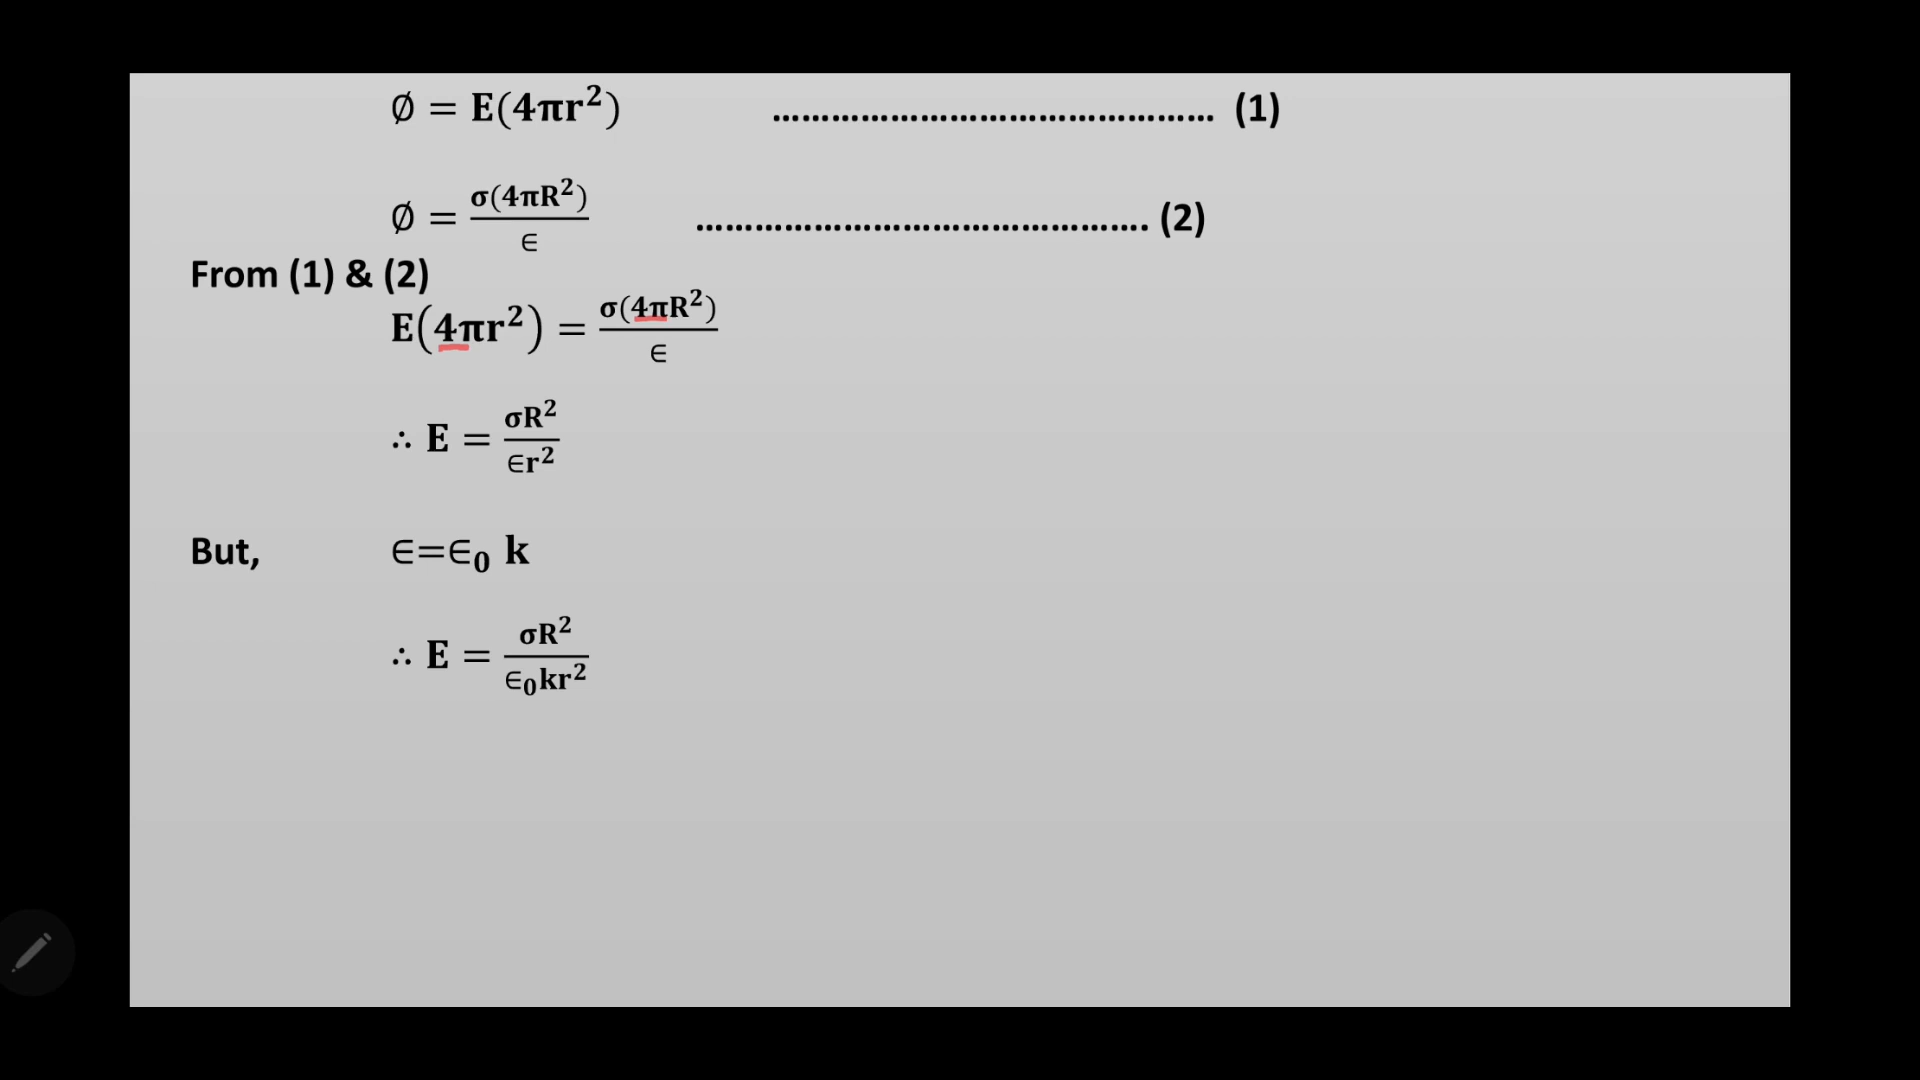 ∅ = E(4πr²) ............................................ (1)
∅ = σ(4πR²)/∈ ............................................. (2)
From (1) & (2)
E(4πr²) = σ(4πR²)/∈
∴ E = σR²/∈r²
But, ∈=∈₀ k
∴ E = σR²/∈₀kr²